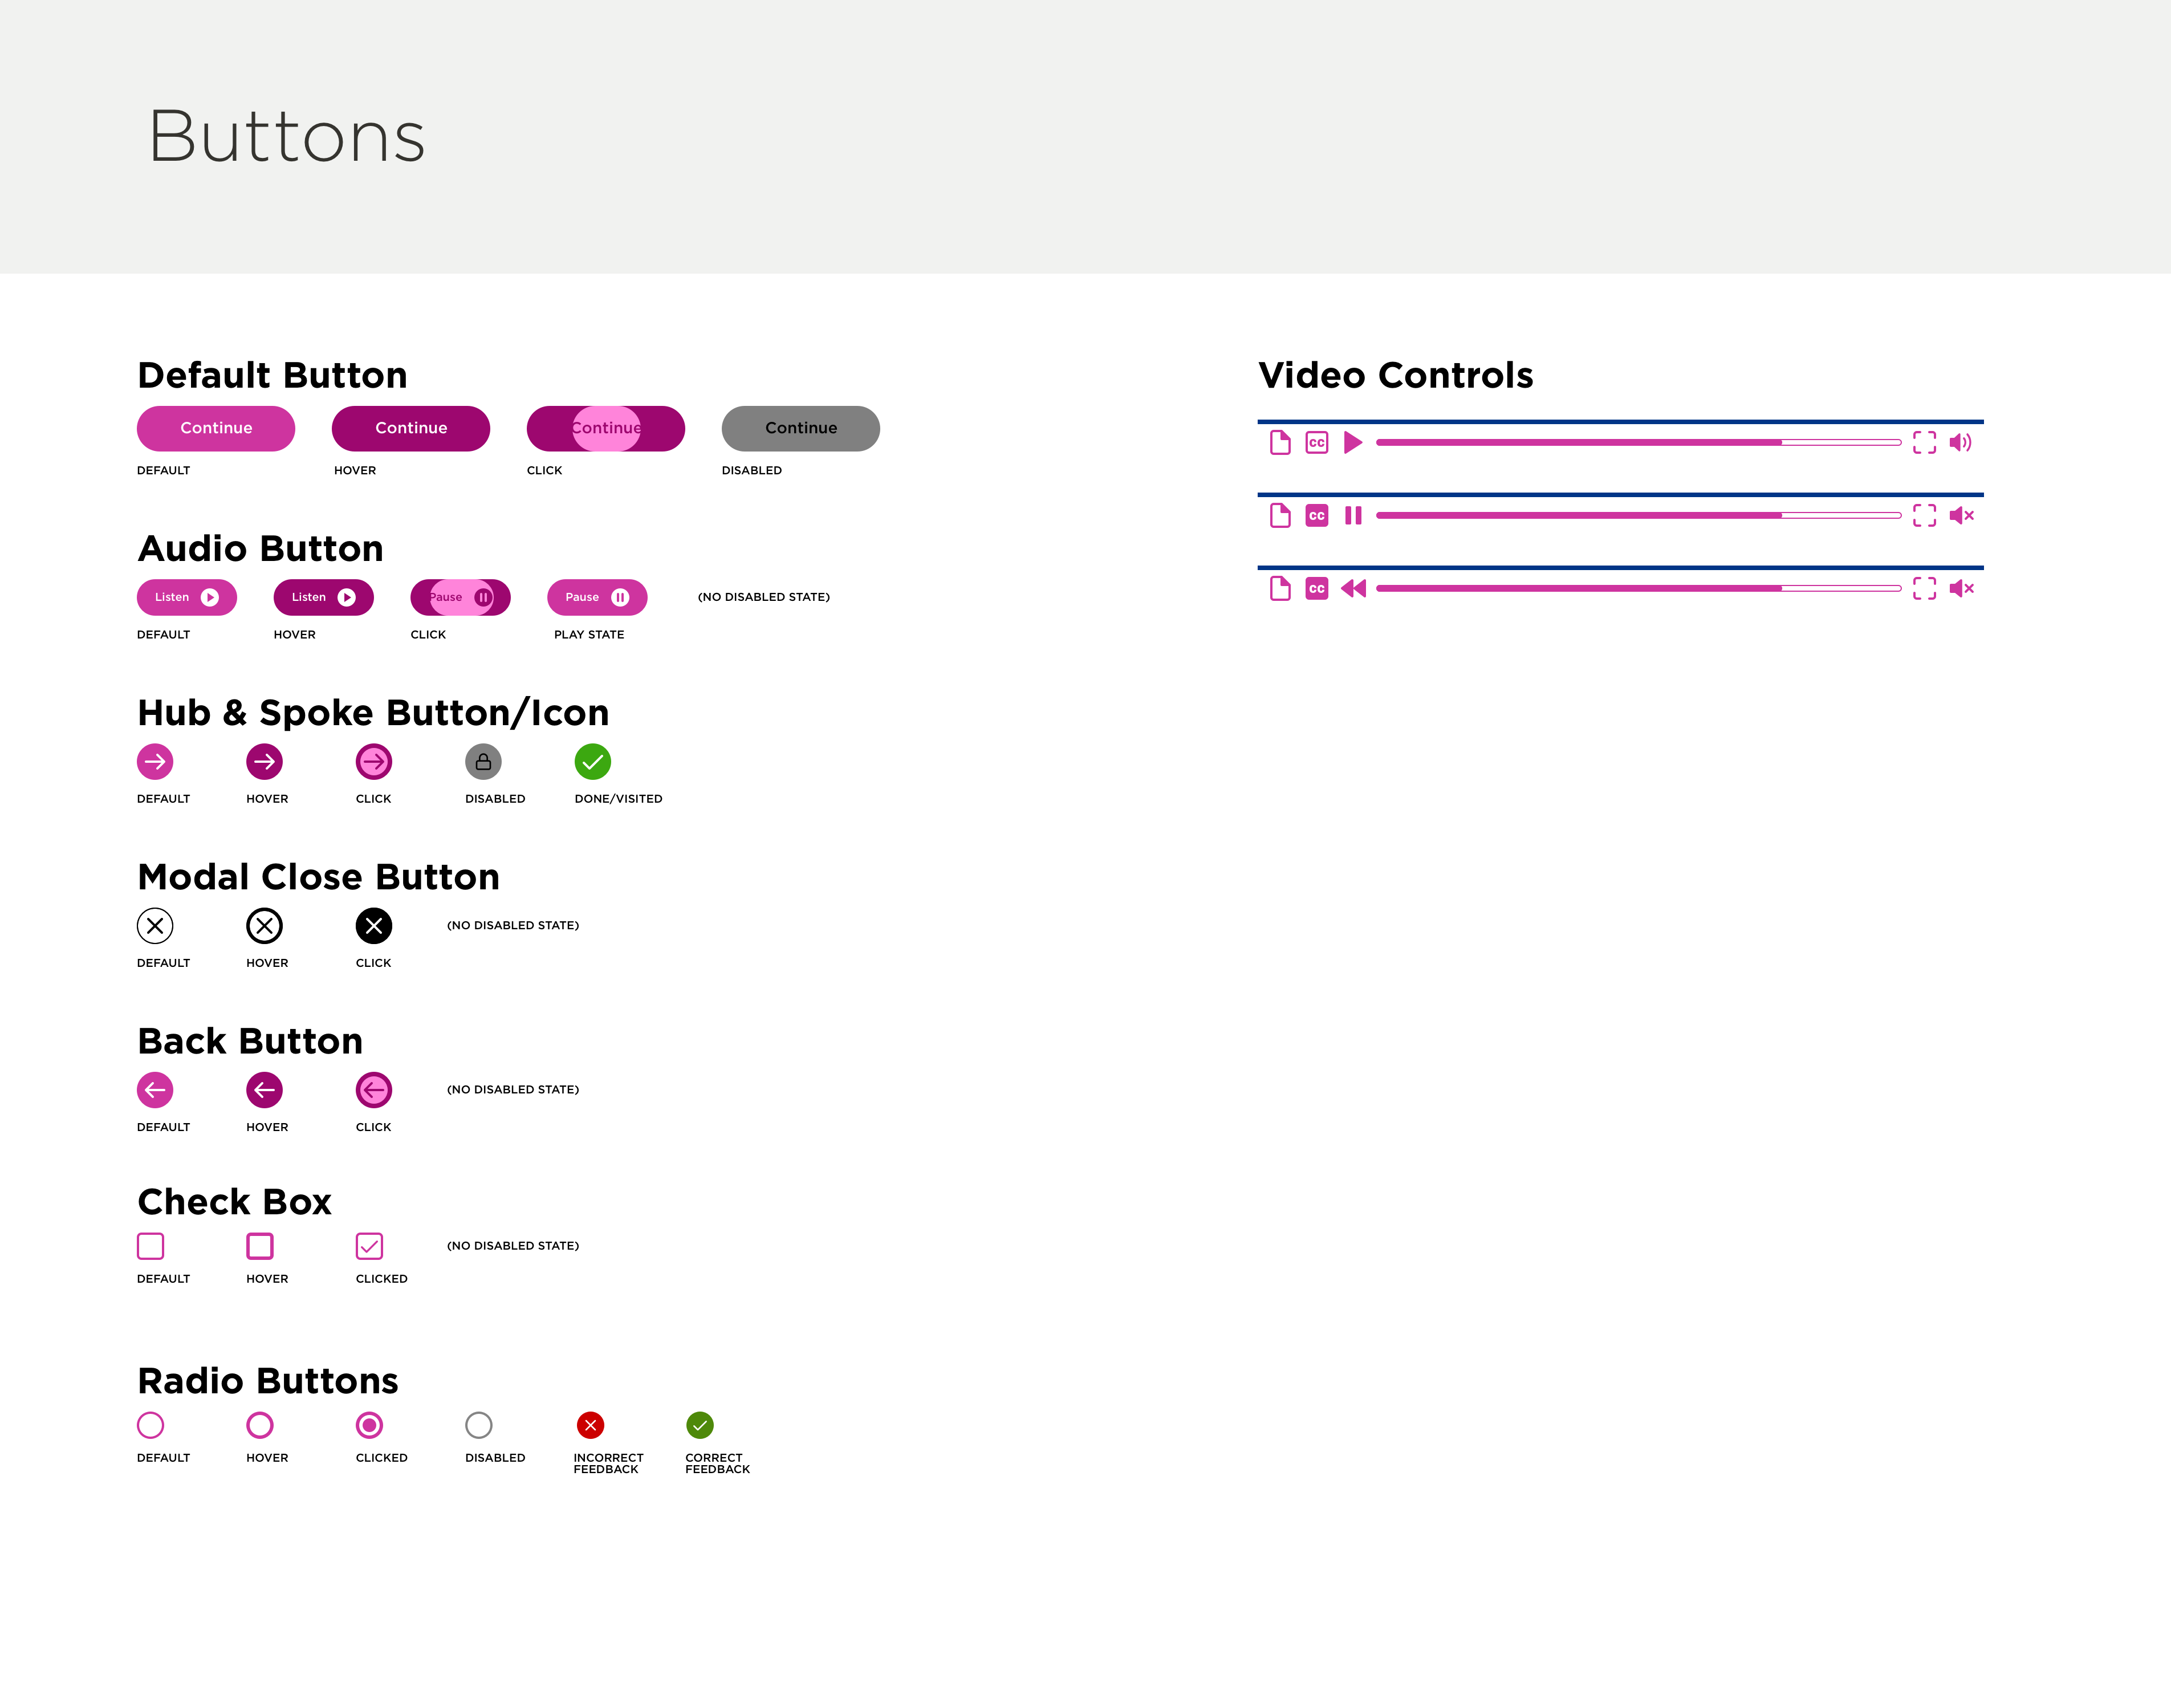 Buttons
Default Button
Continue Continue Continue Continue
DEFAULT HOVER CLICK DISABLED
Audio Button
Listen Listen Pause Pause (NO DISABLED STATE)
DEFAULT HOVER CLICK PLAY STATE
Hub & Spoke Button/Icon
DEFAULT HOVER CLICK DISABLED DONE/VISITED
Modal Close Button
(NO DISABLED STATE)
DEFAULT HOVER CLICK
Back Button
(NO DISABLED STATE)
DEFAULT HOVER CLICK
Check Box
(NO DISABLED STATE)
DEFAULT HOVER CLICKED
Radio Buttons
DEFAULT HOVER CLICKED DISABLED INCORRECT CORRECT
FEEDBACK FEEDBACK
Video Controls
cc
cc
cc